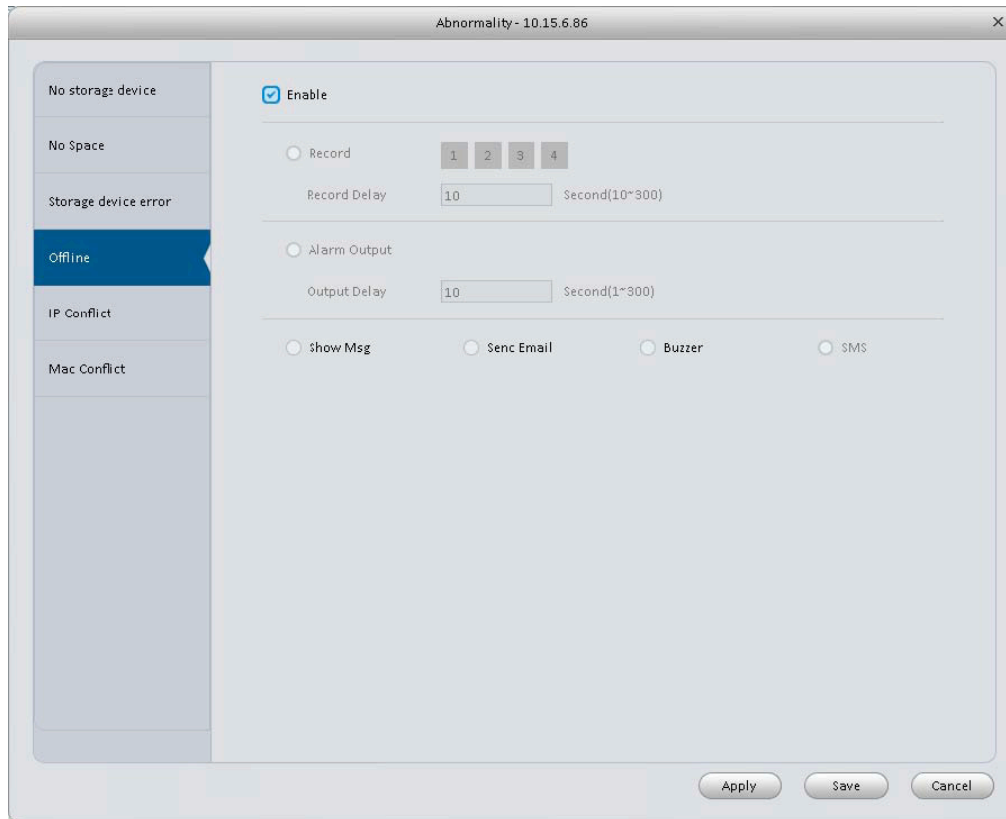 Abnormality - 10.15.6.86
No storage device
No Space
Storage device error
Offline
IP Conflict
Mac Conflict
Enable
Record 1 2 3 4
Record Delay 10 Second(10~300)
Alarm Output
Output Delay 10 Second(1~300)
Show Msg Senc Email Buzzer SMS
Apply Save Cancel